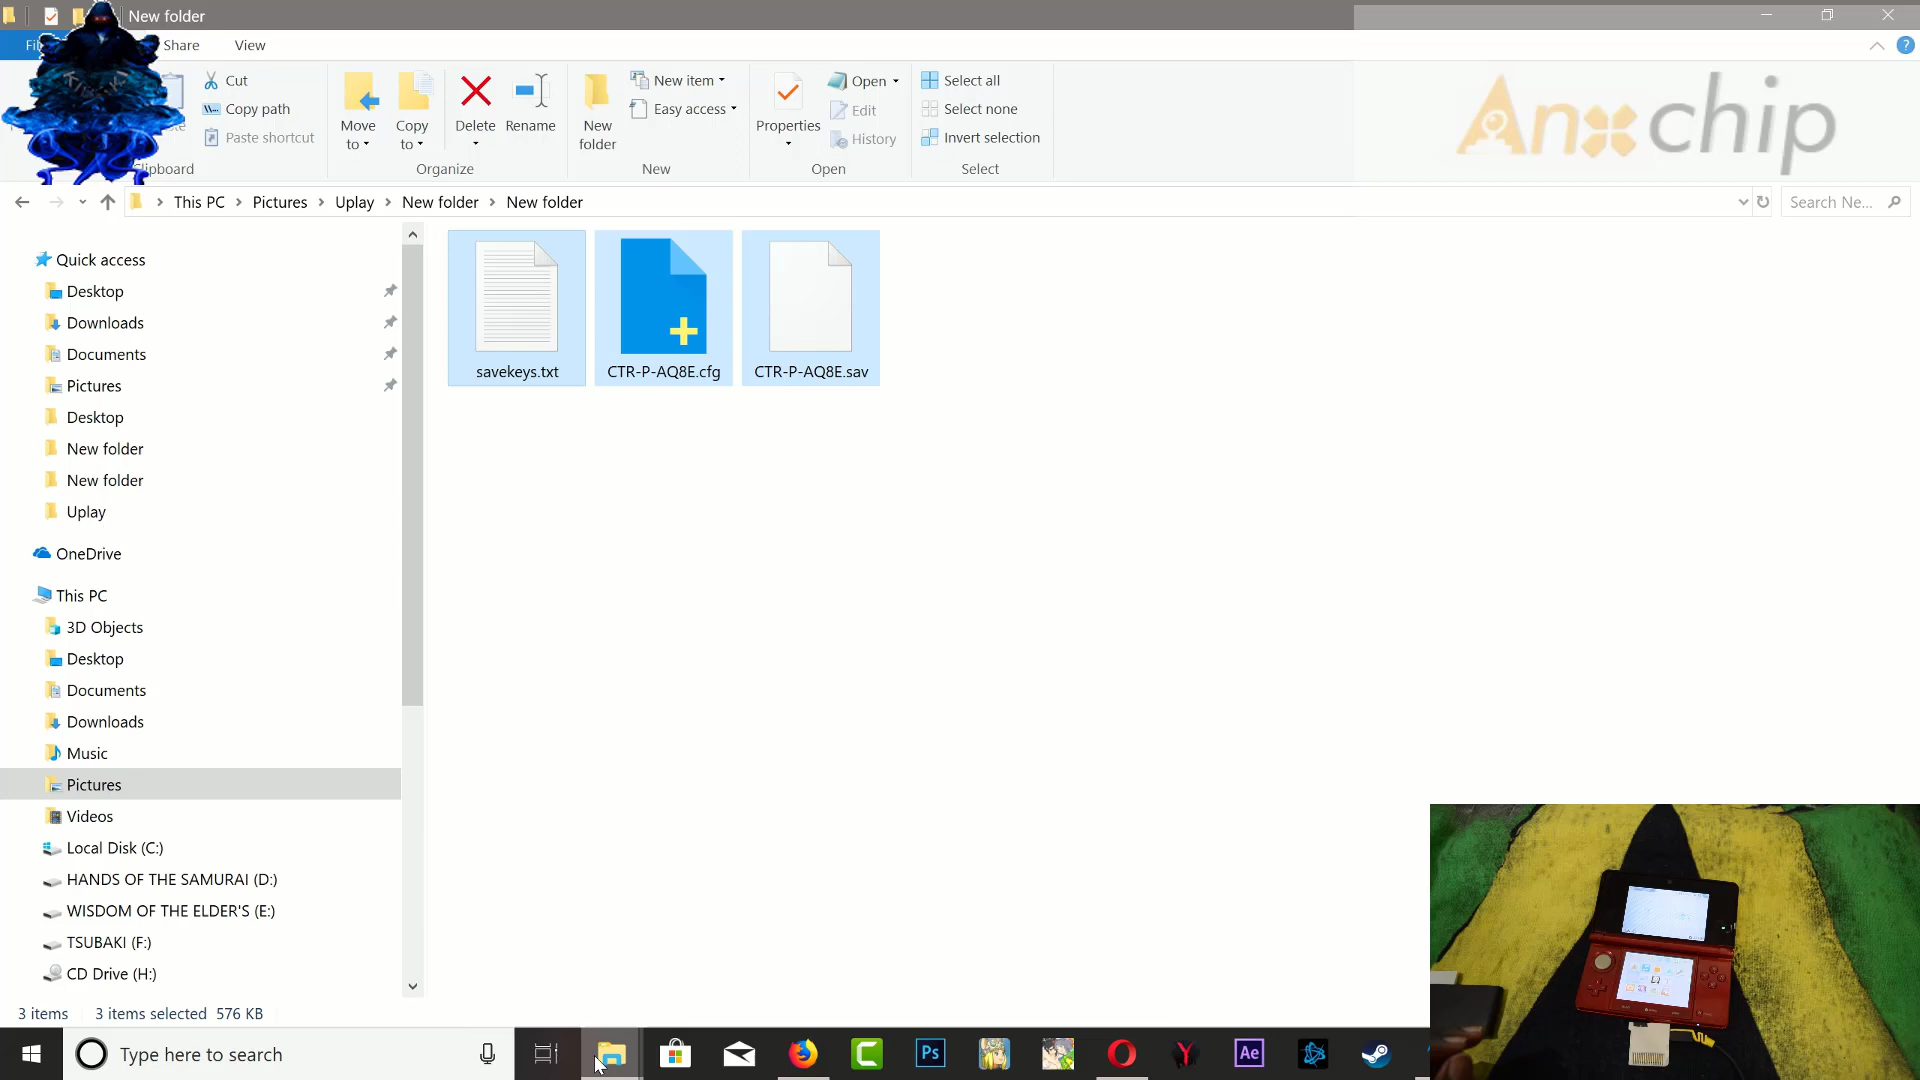 New folder
Share
View
Cut
Copy path
Paste shortcut
Clipboard
Move to
Copy to
Delete
Rename
Organize
New folder
New item
Easy access
New
Properties
Open
Edit
History
Open
Select all
Select none
Invert selection
Select
Anxchip
This PC
Pictures
Uplay
New folder
New folder
Search Ne...
Quick access
Desktop
Downloads
Documents
Pictures
Desktop
New folder
New folder
Uplay
OneDrive
This PC
3D Objects
Desktop
Documents
Downloads
Music
Pictures
Videos
Local Disk (C:)
HANDS OF THE SAMURAI (D:)
WISDOM OF THE ELDER'S (E:)
TSUBAKI (F:)
CD Drive (H:)
savekeys.txt
CTR-P-AQ8E.cfg
CTR-P-AQ8E.sav
3 items
3 items selected 576 KB
Type here to search
Ps
Ae